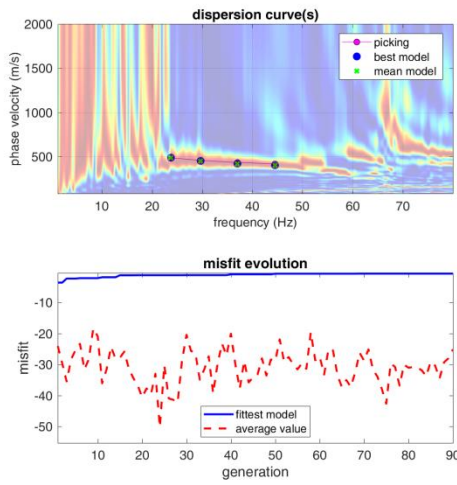 dispersion curve(s)
2000
1500
1000
500
phase velocity (m/s)
picking
best model
mean model
10 20 30 40 50 60 70
frequency (Hz)
misfit evolution
-10
-20
-30
-40
-50
misfit
fittest model
average value
10 20 30 40 50 60 70 80 90
generation